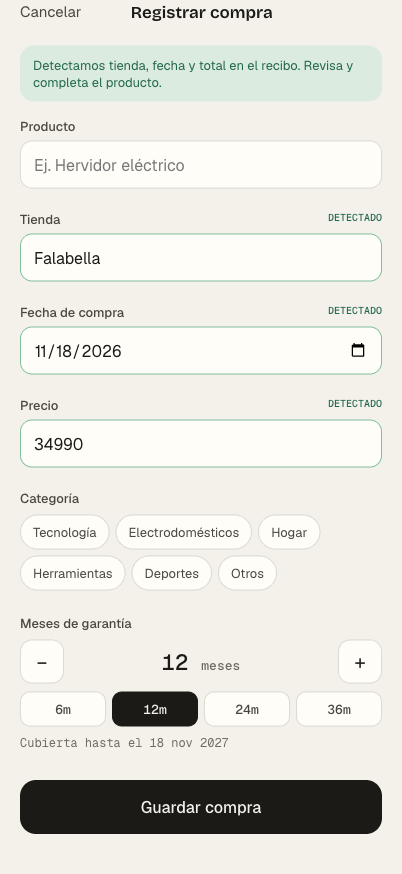 Cancelar
Registrar compra
Detectamos tienda, fecha y total en el recibo. Revisa y
completa el producto.
Producto
Ej. Hervidor eléctrico
Tienda
DETECTADO
Falabella
Fecha de compra
DETECTADO
11/18/2026
Precio
DETECTADO
34990
Categoría
Tecnología
Electrodomésticos
Hogar
Herramientas
Deportes
Otros
Meses de garantía
−
12 meses
+
6m
12m
24m
36m
Cubierta hasta el 18 nov 2027
Guardar compra